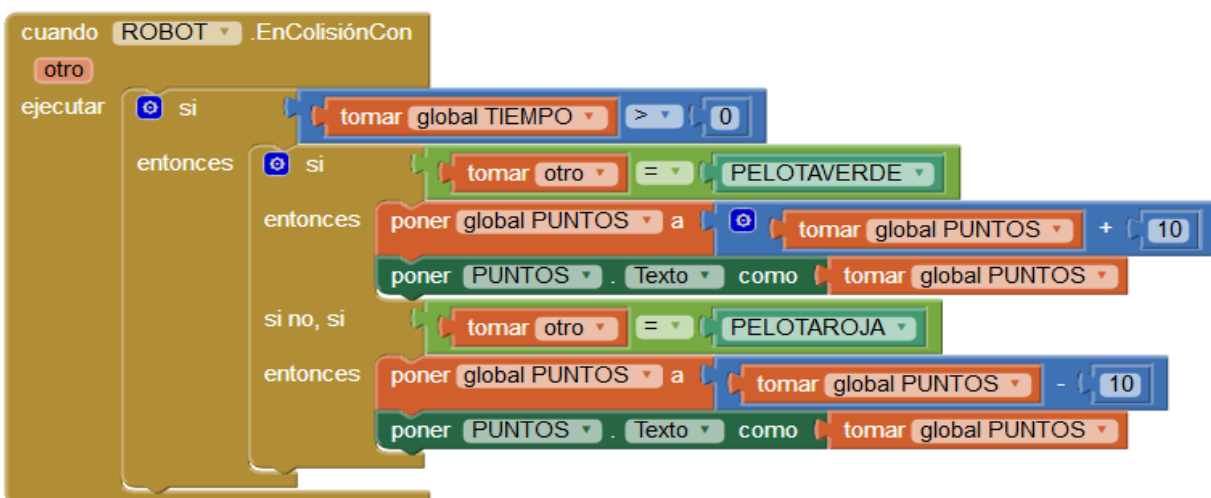 cuando ROBOT .EnColisiónCon
otro
ejecutar si tomar global TIEMPO > 0
entonces si tomar otro = PELOTAVERDE
entonces poner global PUNTOS a tomar global PUNTOS + 10
poner PUNTOS . Texto como tomar global PUNTOS
si no, si tomar otro = PELOTAROJA
entonces poner global PUNTOS a tomar global PUNTOS - 10
poner PUNTOS . Texto como tomar global PUNTOS